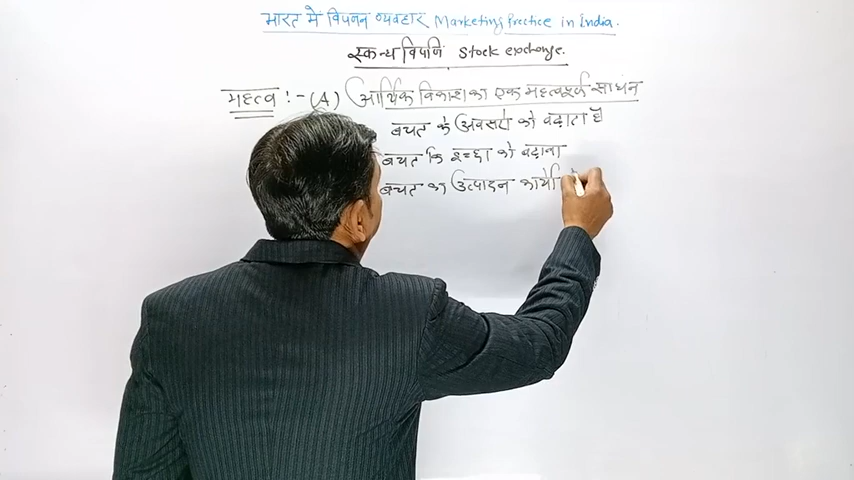 भारत में विपणन व्यवहार Marketing Prectice in India.
स्कन्य विपणि Stock exchange.
महत्व :- (A) आर्थिक विकास का एक महत्वपूर्ण साधन
बचत के अवसरो को बढ़ाता है
बचत कि इच्छा को बढ़ाना
बचत का उत्पादन कार्यो